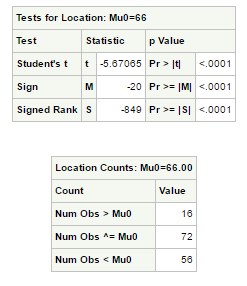 Tests for Location: Mu0=66
Test Statistic p Value
Student's t t -5.67065 Pr > |t| <.0001
Sign M -20 Pr >= |M| <.0001
Signed Rank S -849 Pr >= |S| <.0001
Location Counts: Mu0=66.00
Count Value
Num Obs > Mu0 16
Num Obs ^= Mu0 72
Num Obs < Mu0 56